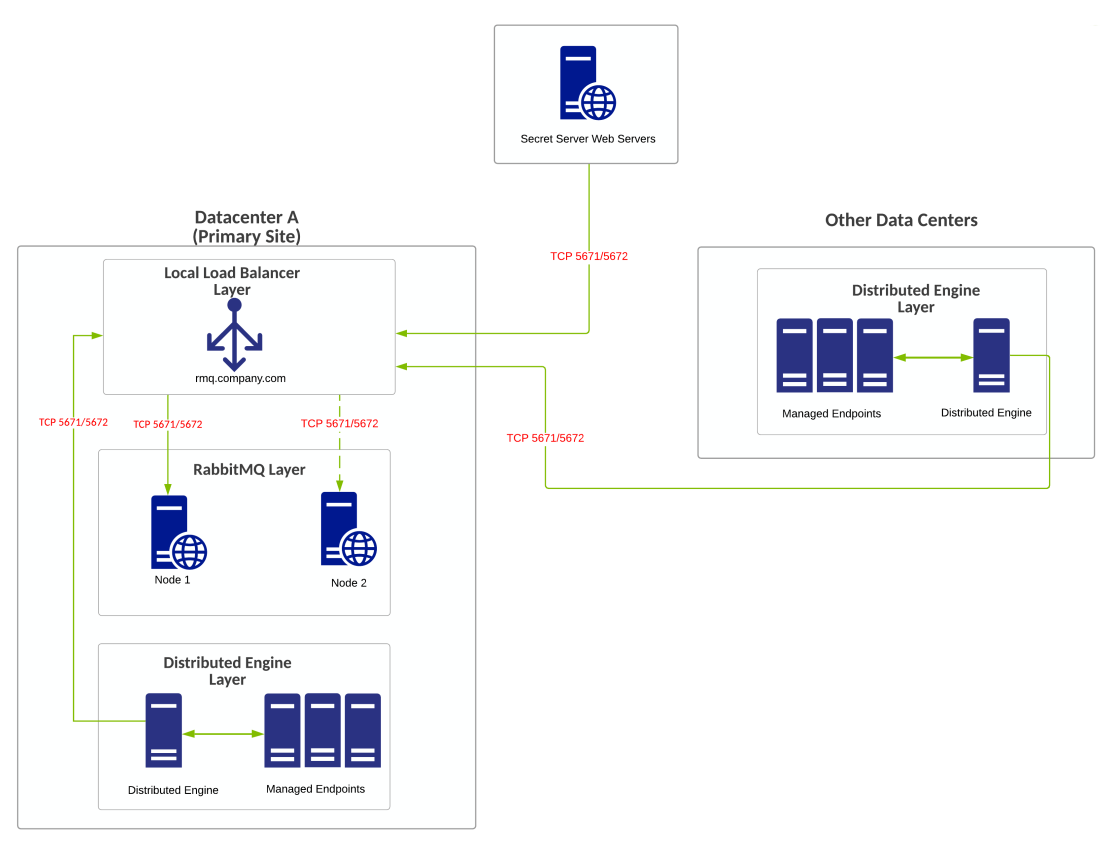 Secret Server Web Servers
TCP 5671/5672
Datacenter A
(Primary Site)
Local Load Balancer
Layer
rmq.company.com
TCP 5671/5672
TCP 5671/5672
TCP 5671/5672
RabbitMQ Layer
Node 1
Node 2
Distributed Engine
Layer
Distributed Engine
Managed Endpoints
TCP 5671/5672
Other Data Centers
Distributed Engine
Layer
Managed Endpoints
Distributed Engine